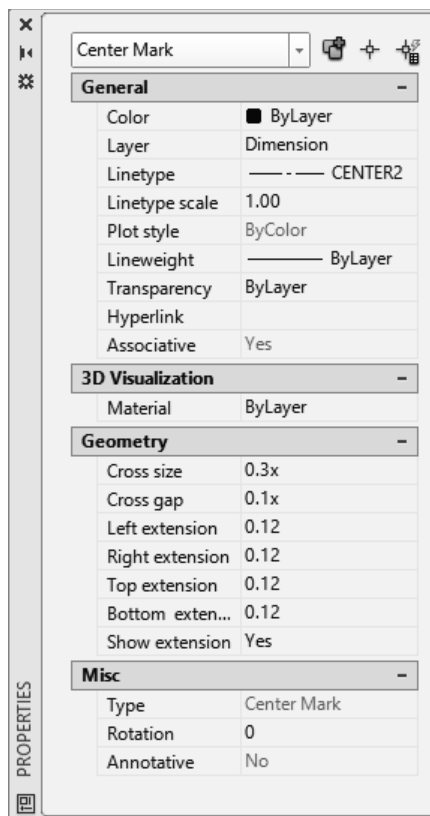 Center Mark
General –
Color ByLayer
Layer Dimension
Linetype CENTER2
Linetype scale 1.00
Plot style ByColor
Lineweight ByLayer
Transparency ByLayer
Hyperlink
Associative Yes
3D Visualization –
Material ByLayer
Geometry –
Cross size 0.3x
Cross gap 0.1x
Left extension 0.12
Right extension 0.12
Top extension 0.12
Bottom exten... 0.12
Show extension Yes
Misc –
Type Center Mark
Rotation 0
Annotative No
PROPERTIES